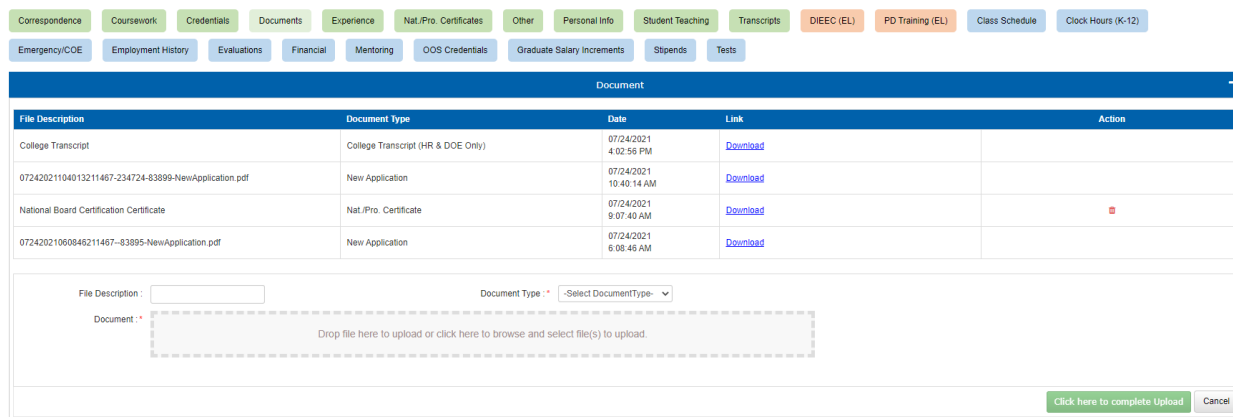 Correspondence Coursework Credentials Documents Experience Nat./Pro. Certificates Other Personal Info Student Teaching Transcripts DIEEC (EL) PD Training (EL) Class Schedule Clock Hours (K-12)
Emergency/COE Employment History Evaluations Financial Mentoring OOS Credentials Graduate Salary Increments Stipends Tests
Document
File Description Document Type Date Link Action
College Transcript College Transcript (HR & DOE Only) 07/24/2021 4:02:56 PM Download
07242021104013211467-234724-83899-NewApplication.pdf New Application 07/24/2021 10:40:14 AM Download
National Board Certification Certificate Nat./Pro. Certificate 07/24/2021 9:07:40 AM Download
07242021060846211467--83895-NewApplication.pdf New Application 07/24/2021 6:08:46 AM Download
File Description : Document Type :* -Select DocumentType-
Document :*
Drop file here to upload or click here to browse and select file(s) to upload.
Click here to complete Upload Cancel